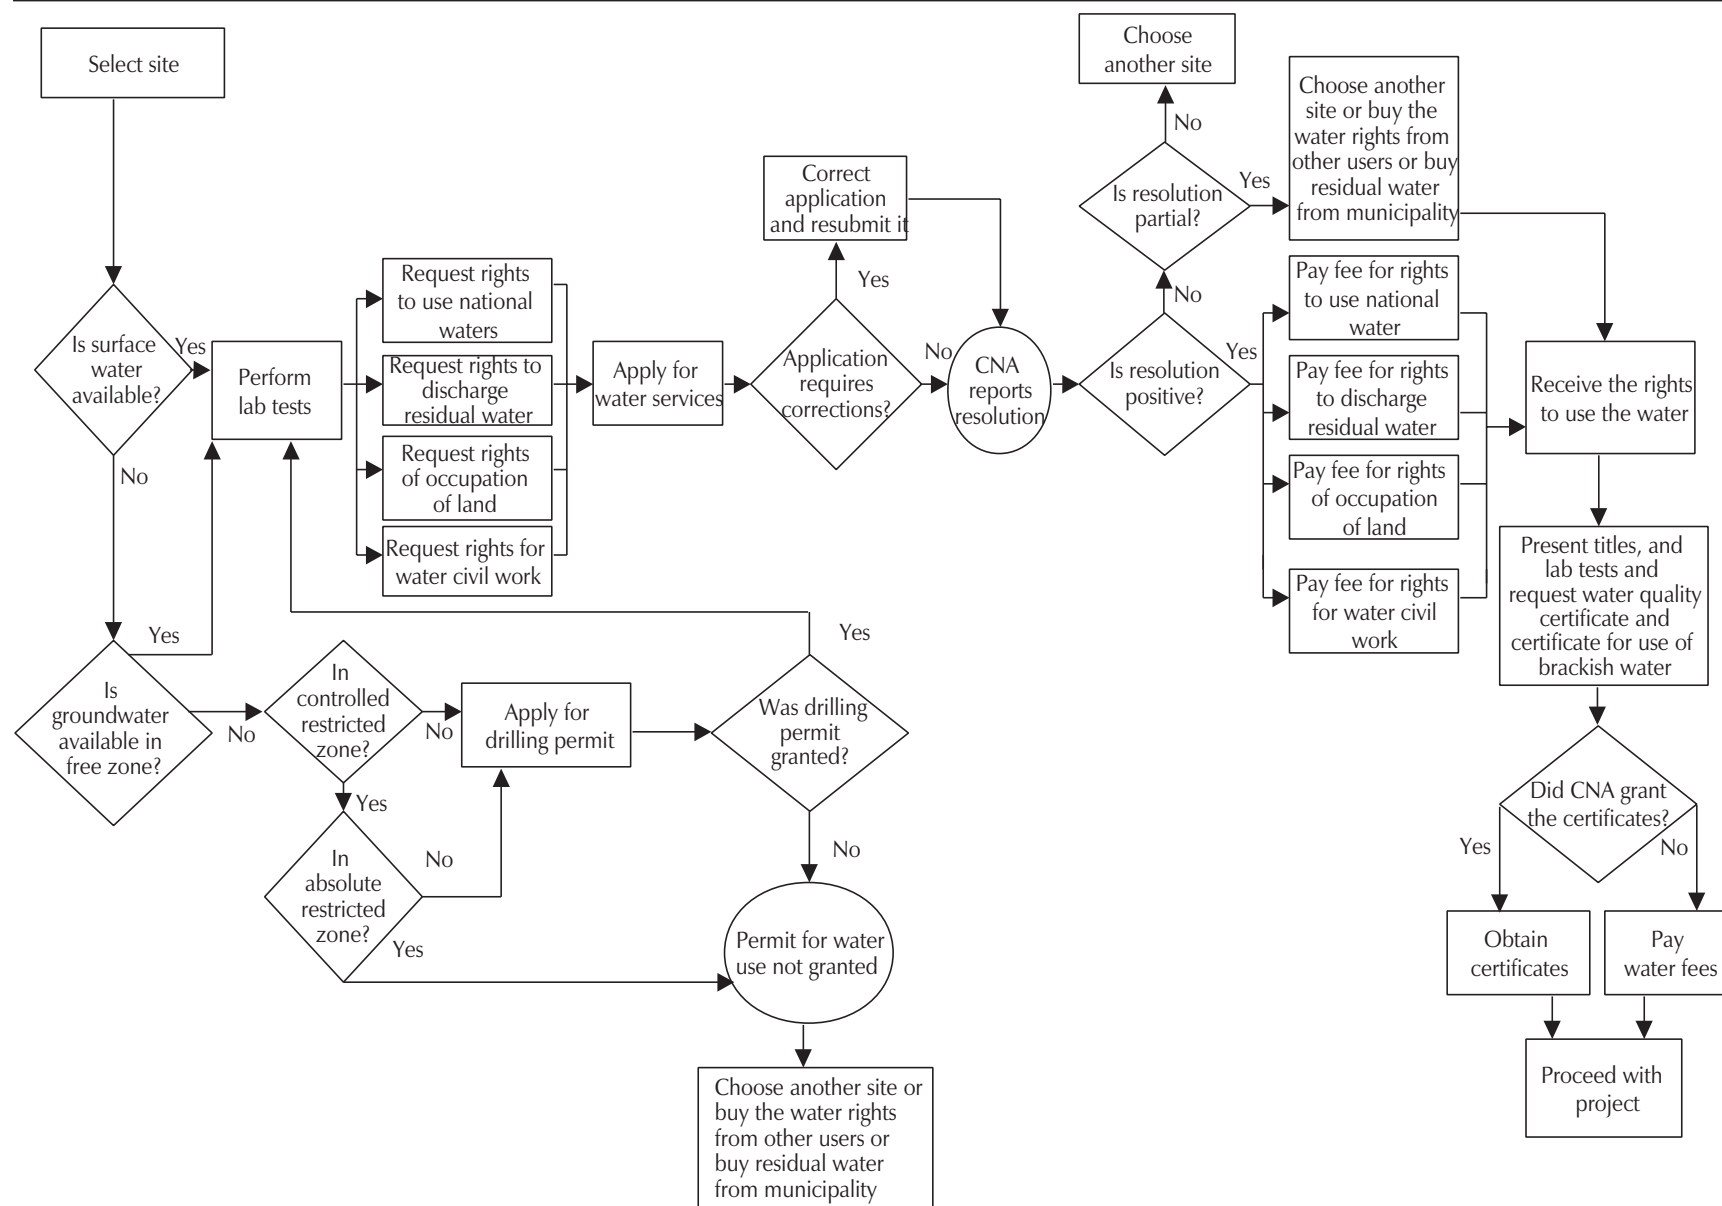 Select site
Is surface
water
available?
Yes
No
Perform
lab tests
Request rights
to use national
waters
Request rights to
discharge
residual water
Request rights
of occupation
of land
Request rights for
water civil work
Apply for
water services
Correct
application
and resubmit it
Yes
Application
requires
corrections?
No
CNA
reports
resolution
Choose
another site
No
Is resolution
partial?
Yes
No
Is resolution
positive?
Yes
Choose another
site or buy the
water rights from
other users or buy
residual water
from municipality
Pay fee for rights
to use national
water
Pay fee for rights
to discharge
residual water
Pay fee for rights
of occupation
of land
Pay fee for rights
for water civil
work
Receive the rights
to use the water
Present titles, and
lab tests and
request water quality
certificate and
certificate for use of
brackish water
Did CNA grant
the certificates?
Yes
No
Obtain
certificates
Pay
water fees
Proceed with
project
Is
groundwater
available in
free zone?
Yes
No
In
controlled
restricted
zone?
No
Yes
Apply for
drilling permit
In
absolute
restricted
zone?
No
Yes
Was drilling
permit
granted?
Yes
No
Permit for water
use not granted
Choose another site or
buy the water rights
from other users or
buy residual water
from municipality